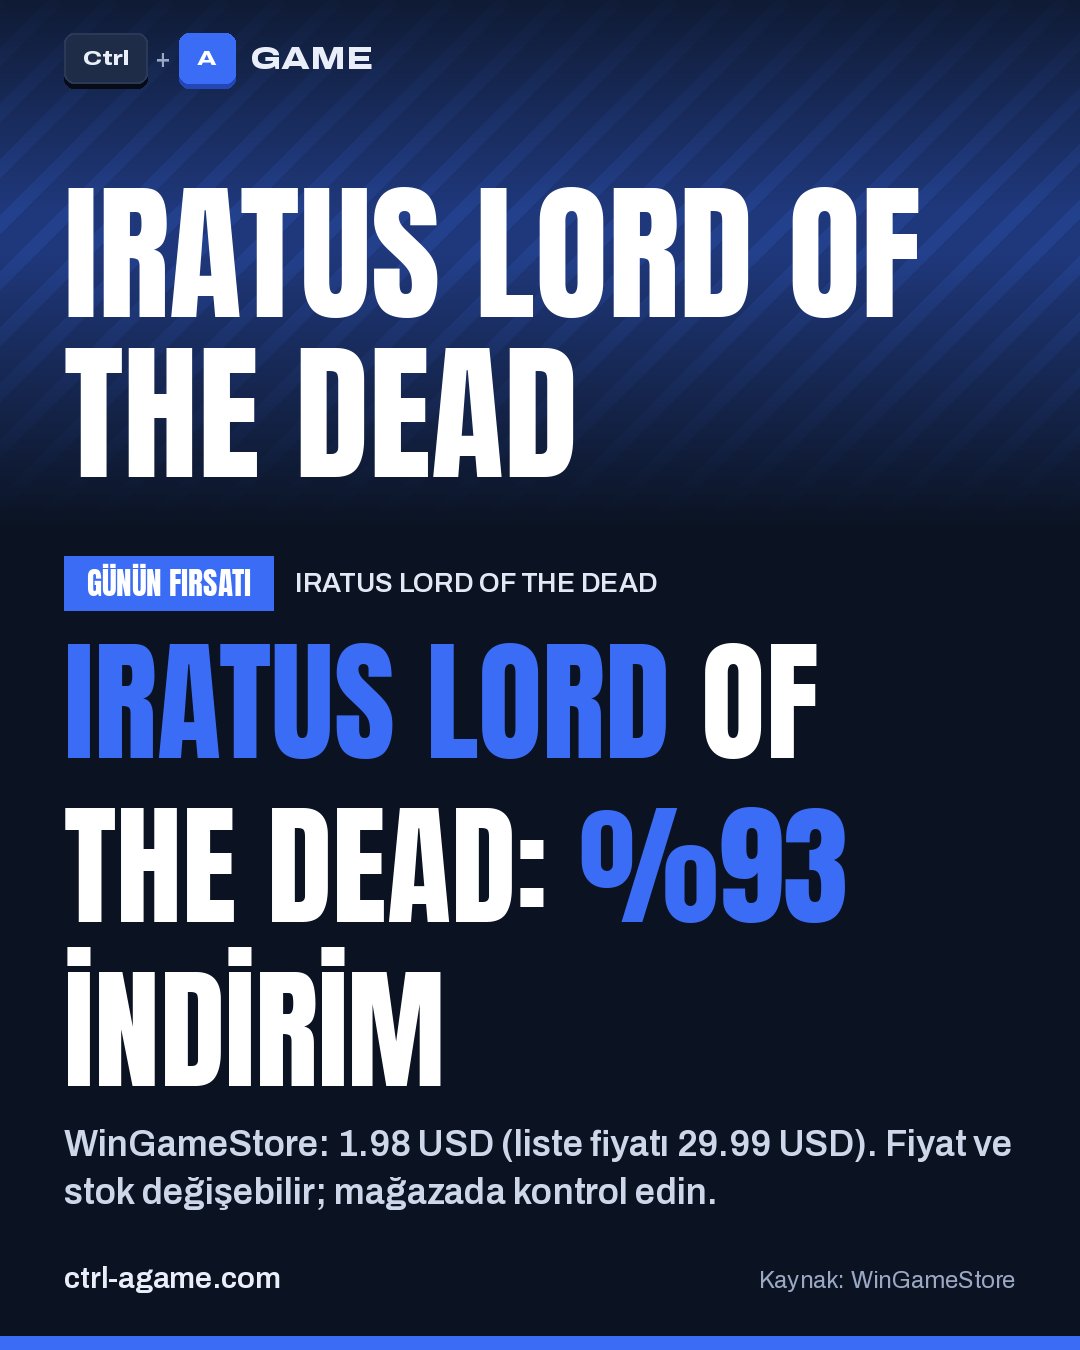 Ctrl + A GAME
IRATUS LORD OF
THE DEAD
GÜNÜN FIRSATI IRATUS LORD OF THE DEAD
IRATUS LORD OF
THE DEAD: %93
İNDİRİM
WinGameStore: 1.98 USD (liste fiyatı 29.99 USD). Fiyat ve
stok değişebilir; mağazada kontrol edin.
ctrl-agame.com Kaynak: WinGameStore